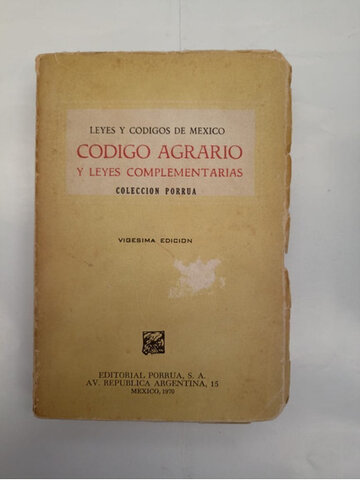 LEYES Y CODIGOS DE MEXICO
CODIGO AGRARIO
Y LEYES COMPLEMENTARIAS
COLECCION PORRUA
VIGESIMA EDICION
EDITORIAL PORRUA, S. A.
AV. REPUBLICA ARGENTINA, 15
MEXICO, 1970